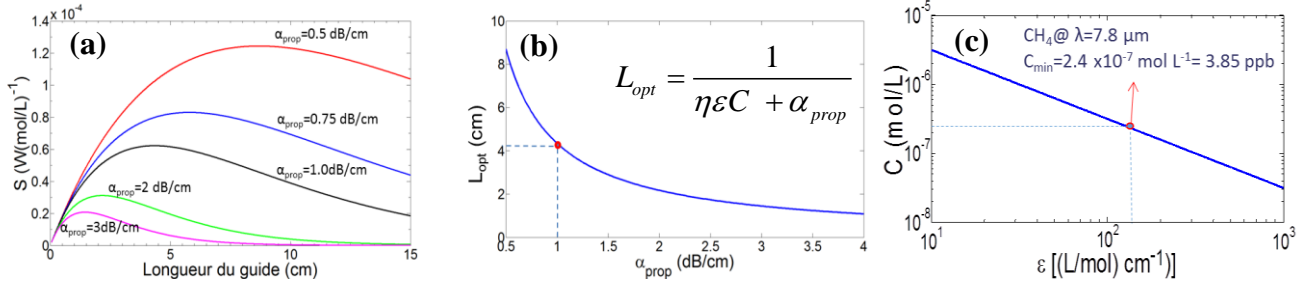 (a)
1.4 x 10⁻⁴
1.2
1
0.8
0.6
0.4
0.2
0
0 5 10 15
S (W(mol/L)⁻¹)
Longueur du guide (cm)
α_prop=0.5 dB/cm
α_prop=0.75 dB/cm
α_prop=1.0dB/cm
α_prop=2 dB/cm
α_prop=3dB/cm
(b)
L_opt = 1 / (ηεC + α_prop)
10
8
6
4
2
0
0.5 1 1.5 2 2.5 3 3.5 4
L_opt (cm)
α_prop (dB/cm)
(c)
CH₄@ λ=7.8 µm
C_min=2.4 x10⁻⁷ mol L⁻¹= 3.85 ppb
10⁻⁵
10⁻⁶
10⁻⁷
10⁻⁸
10¹ 10² 10³
C (mol/L)
ε [(L/mol) cm⁻¹)]